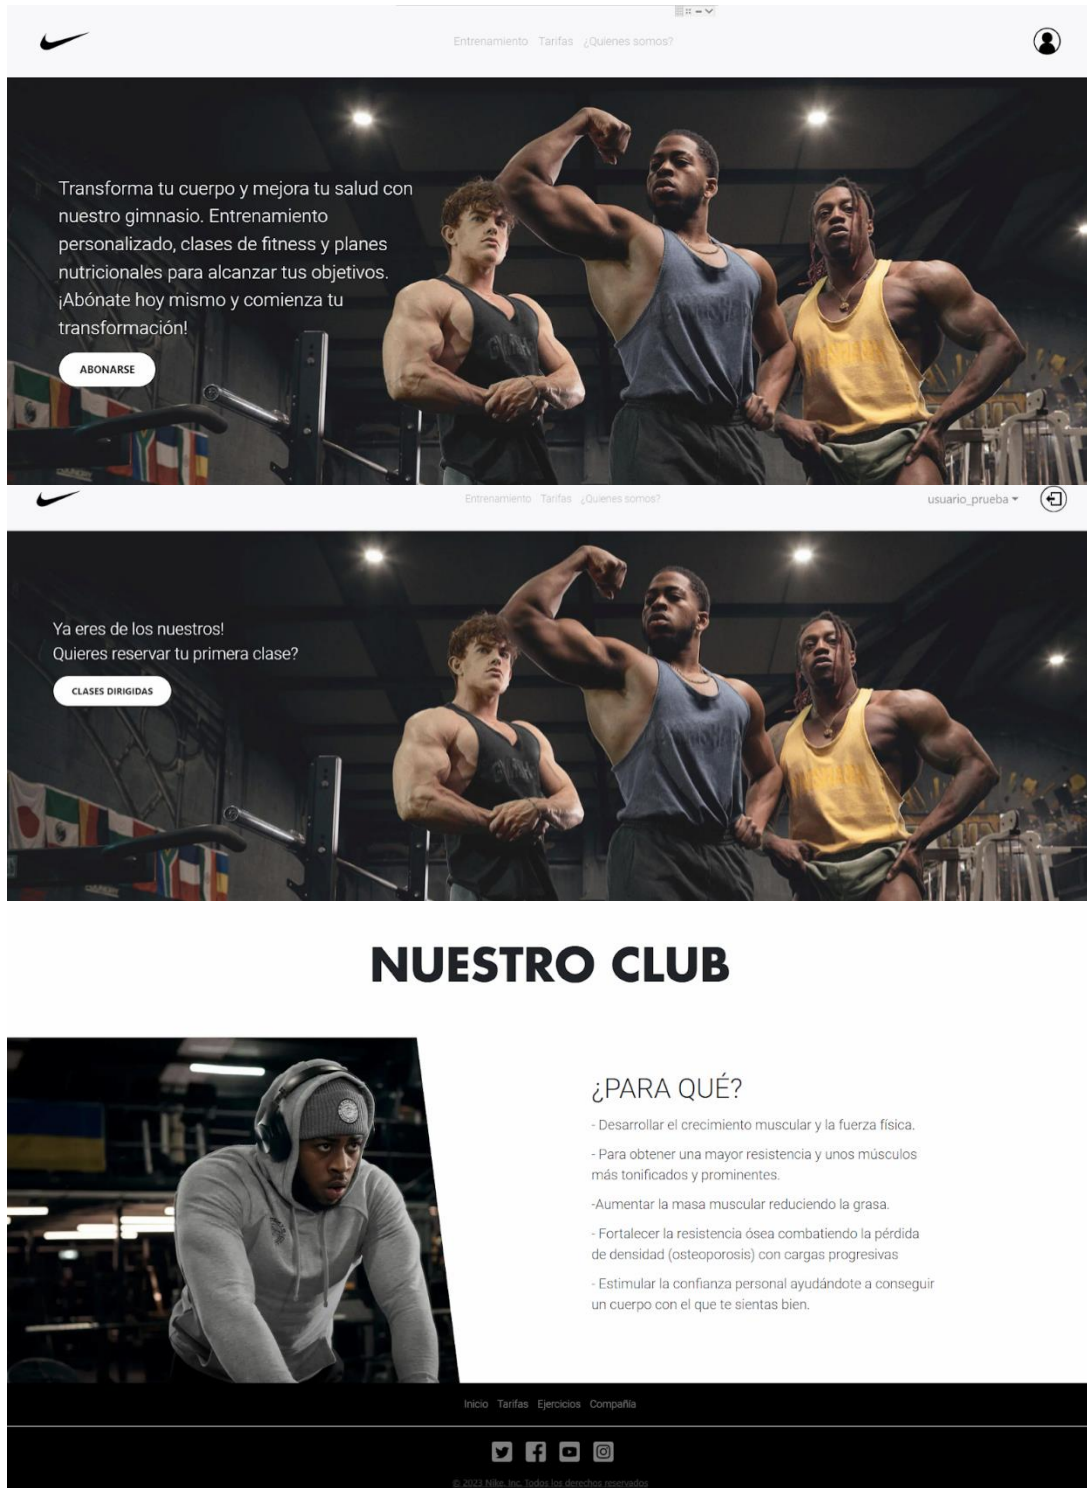 Entrenamiento Tarifas ¿Quienes somos?
Transforma tu cuerpo y mejora tu salud con
nuestro gimnasio. Entrenamiento
personalizado, clases de fitness y planes
nutricionales para alcanzar tus objetivos.
¡Abónate hoy mismo y comienza tu
transformación!
ABONARSE
Entrenamiento Tarifas ¿Quienes somos?
usuario_prueba
Ya eres de los nuestros!
Quieres reservar tu primera clase?
CLASES DIRIGIDAS
NUESTRO CLUB
¿PARA QUÉ?
- Desarrollar el crecimiento muscular y la fuerza física.
- Para obtener una mayor resistencia y unos músculos
más tonificados y prominentes.
-Aumentar la masa muscular reduciendo la grasa.
- Fortalecer la resistencia ósea combatiendo la pérdida
de densidad (osteoporosis) con cargas progresivas
- Estimular la confianza personal ayudándote a conseguir
un cuerpo con el que te sientas bien.
Inicio Tarifas Ejercicios Compañía
© 2023 Nike, Inc. Todos los derechos reservados